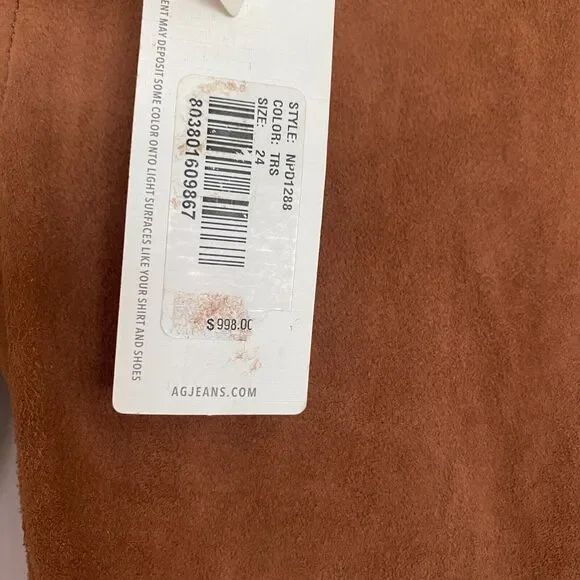 ENT MAY DEPOSIT SOME COLOR ONTO LIGHT SURFACES LIKE YOUR SHIRT AND SHOES
STYLE: NPD1288
COLOR: TRS
SIZE: 24
803801609867
$998.00
AGJEANS.COM